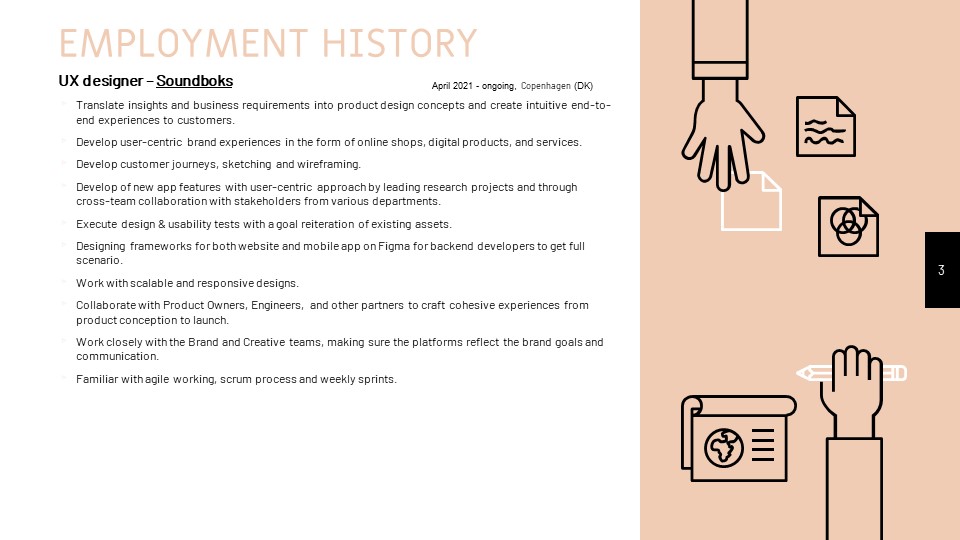 EMPLOYMENT HISTORY
UX designer – Soundboks
April 2021 - ongoing, Copenhagen (DK)
Translate insights and business requirements into product design concepts and create intuitive end-to-
end experiences to customers.
Develop user-centric brand experiences in the form of online shops, digital products, and services.
Develop customer journeys, sketching and wireframing.
Develop of new app features with user-centric approach by leading research projects and through
cross-team collaboration with stakeholders from various departments.
Execute design & usability tests with a goal reiteration of existing assets.
Designing frameworks for both website and mobile app on Figma for backend developers to get full
scenario.
Work with scalable and responsive designs.
Collaborate with Product Owners, Engineers, and other partners to craft cohesive experiences from
product conception to launch.
Work closely with the Brand and Creative teams, making sure the platforms reflect the brand goals and
communication.
Familiar with agile working, scrum process and weekly sprints.
3